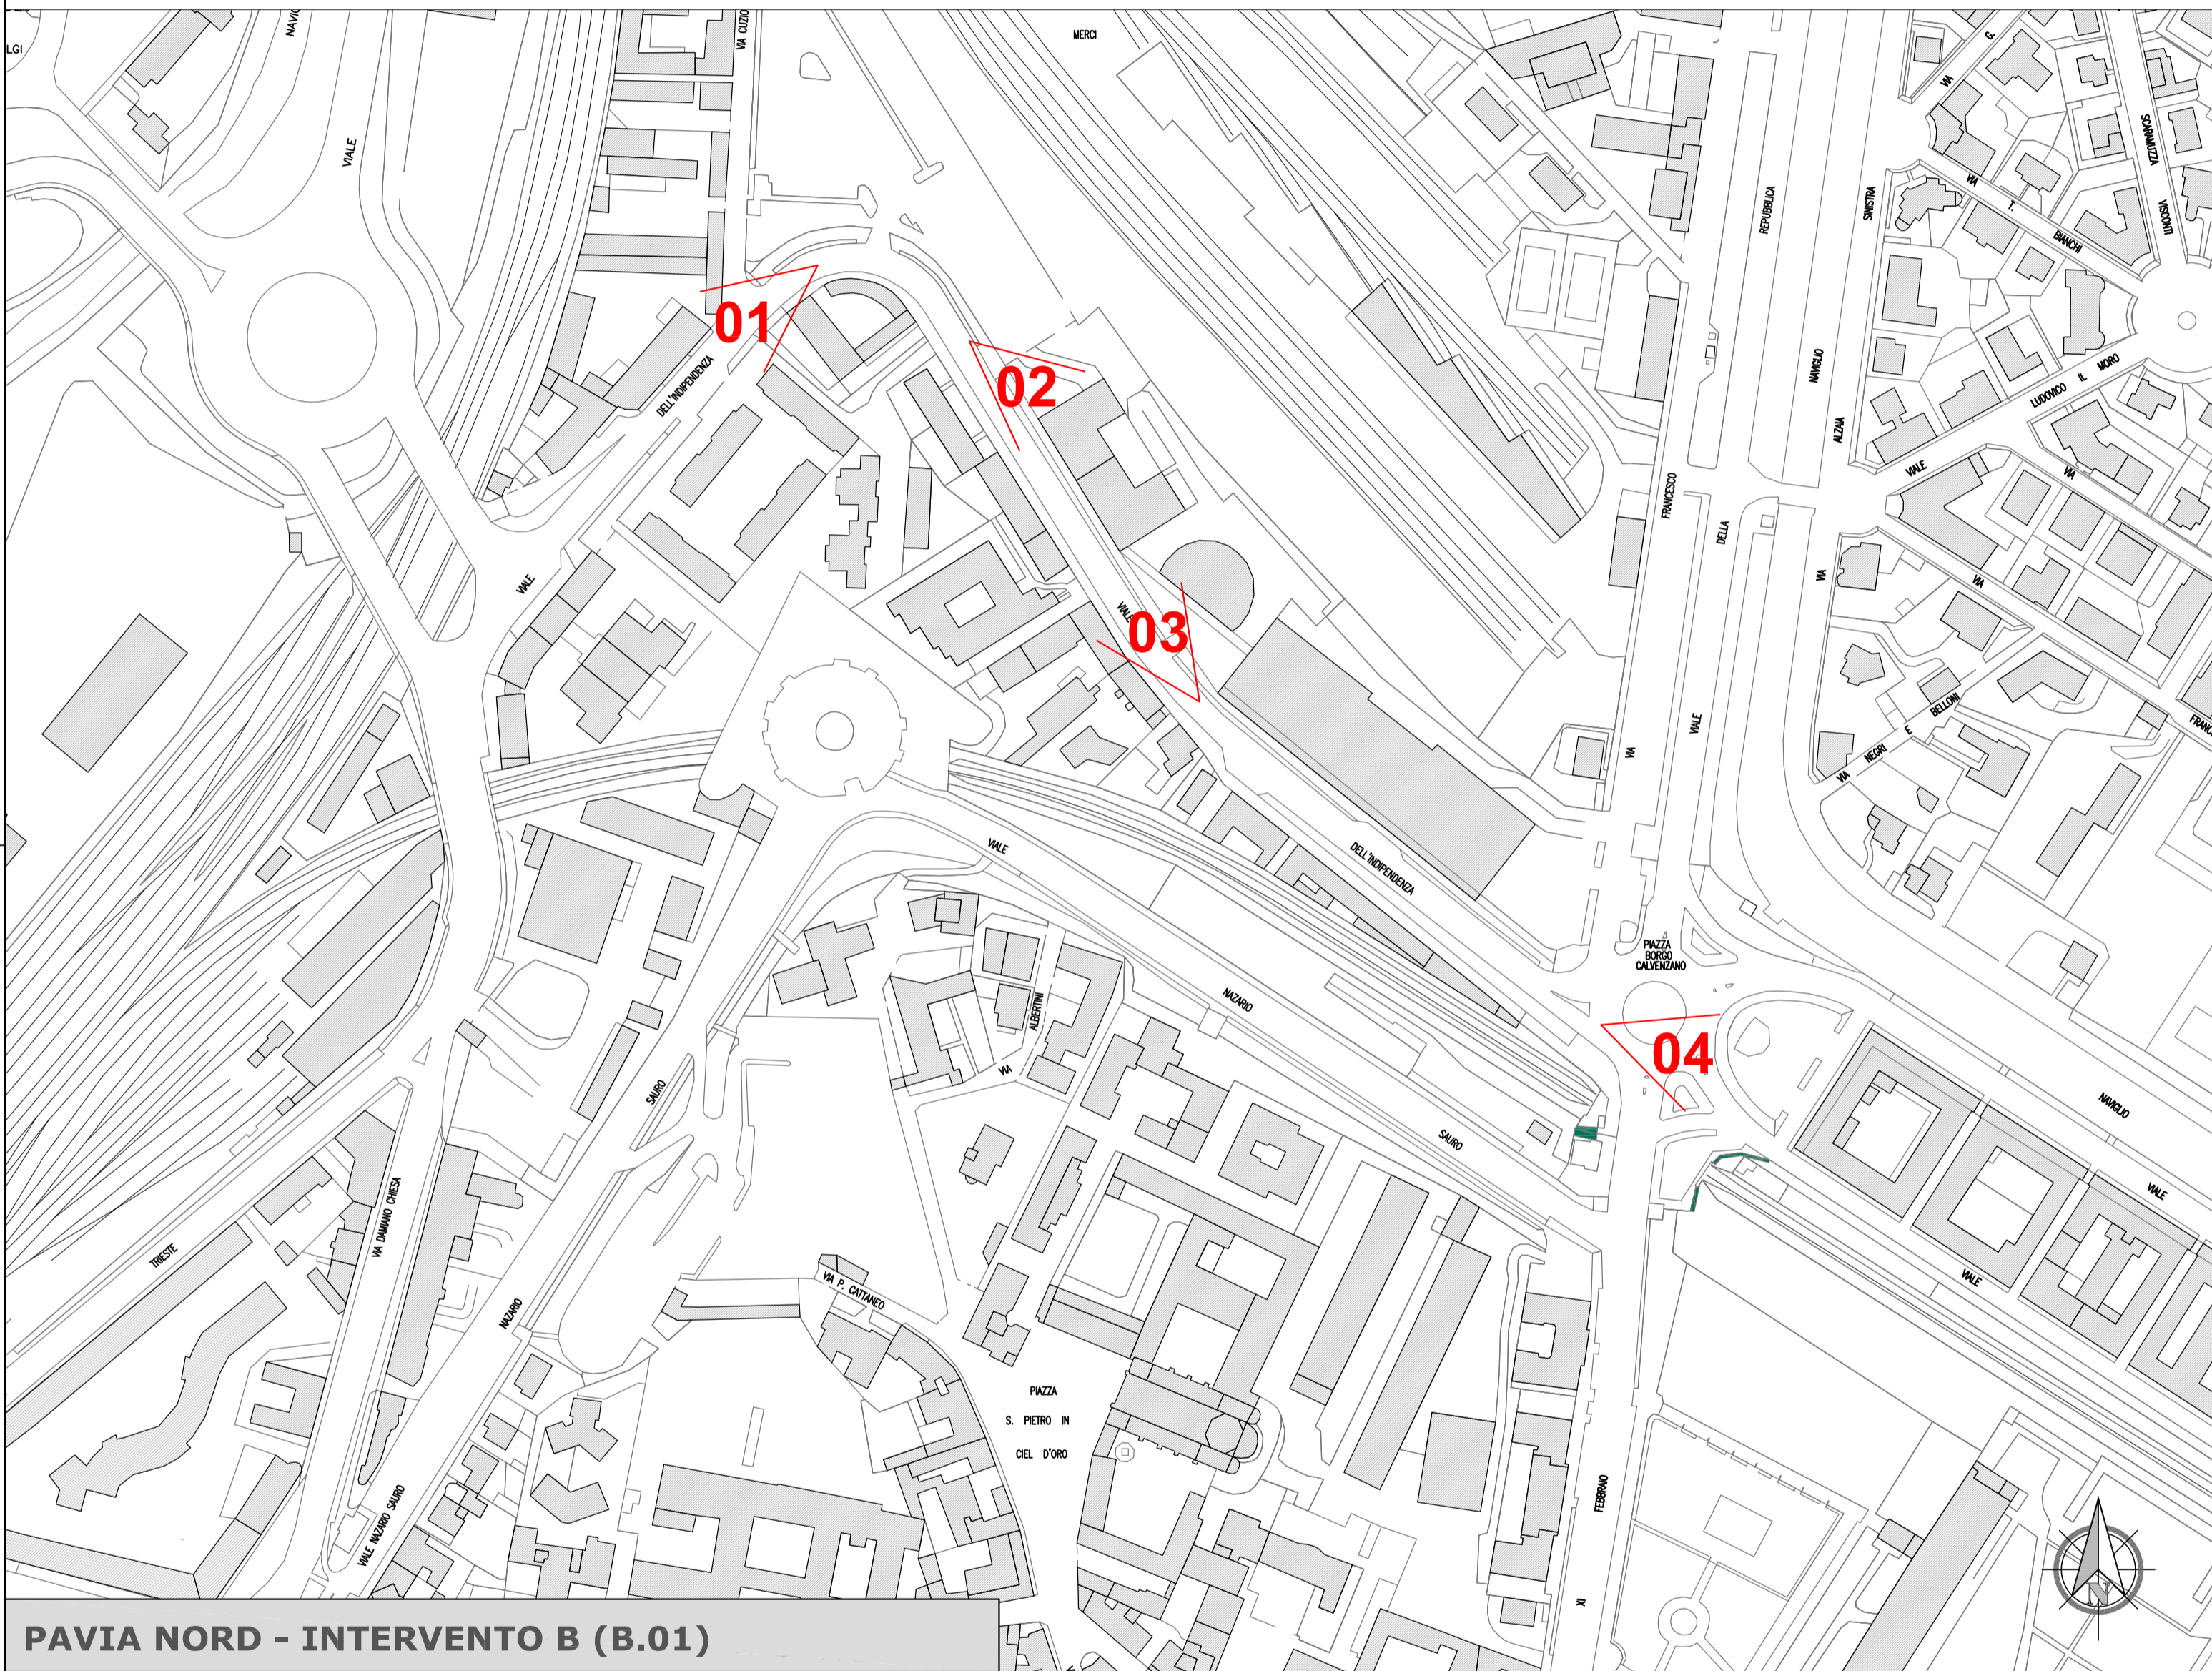 LGI
NAVIG
VIA CUZIO
MERCI
VIALE
VIA
G.
SCARAMUZZA
VISCONTI
REPUBBLICA
SINISTRA
VIA
T.
BIANCHI
01
02
DELL'INDIPENDENZA
NAVIGLIO
ALZAIA
LUDOVICO IL MORO
VIALE
VIA
FRANCESCO
DELLA
VIA
VIA
VIALE
VIALE
03
VIA
VIALE
VIA NEGRI E BELLONI
FRANC
VIALE
DELL'INDIPENDENZA
PIAZZA
BORGO
CALVENZANO
NAZARIO
ALBERTINI
VIA
04
SAURO
SAURO
NAVIGLIO
VIALE
VIALE
TRIESTE
VIA DAMIANO CHIESA
NAZARIO
VIA P. CATTANEO
PIAZZA
S. PIETRO IN
CIEL D'ORO
VIALE NAZARIO SAURO
FEBBRAIO
XI
N
PAVIA NORD - INTERVENTO B (B.01)